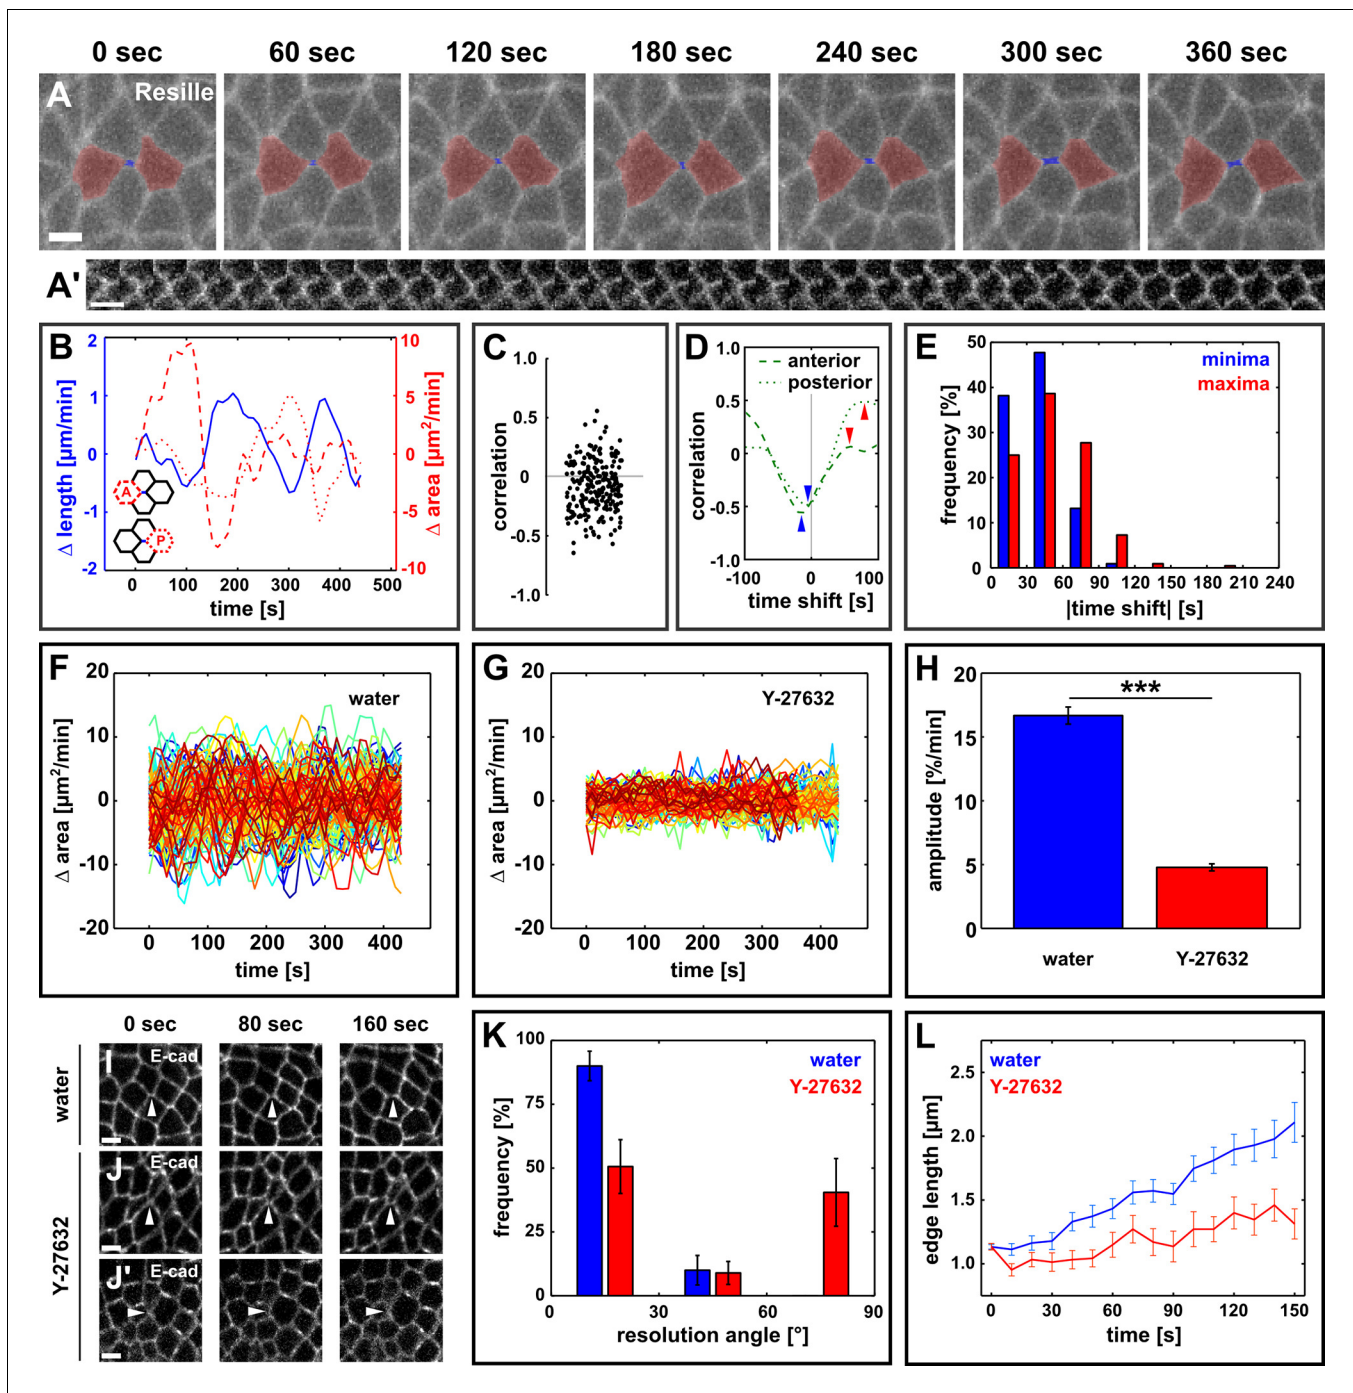 0 sec 60 sec 120 sec 180 sec 240 sec 300 sec 360 sec
A Resille
A'
B
2 1 0 -1 -2
Δ length [µm/min]
10 5 0 -5 -10
Δ area [µm²/min]
A
P
0 100 200 300 400 500
time [s]
C
1.0 0.5 0 -0.5 -1.0
correlation
D
1.0 0.5 0 -0.5 -1.0
correlation
anterior
posterior
-100 0 100
time shift [s]
E
50 40 30 20 10 0
frequency [%]
minima
maxima
0 30 60 90 120 150 180 210 240
|time shift| [s]
F
water
20 10 0 -10 -20
Δ area [µm²/min]
0 100 200 300 400
time [s]
G
Y-27632
20 10 0 -10 -20
Δ area [µm²/min]
0 100 200 300 400
time [s]
H
20 15 10 5 0
amplitude [%/min]
***
water Y-27632
0 sec 80 sec 160 sec
water
I E-cad
Y-27632
J E-cad
J' E-cad
K
100 75 50 25 0
frequency [%]
water
Y-27632
0 30 60 90
resolution angle [°]
L
water
Y-27632
2.5 2.0 1.5 1.0
edge length [µm]
0 30 60 90 120 150
time [s]